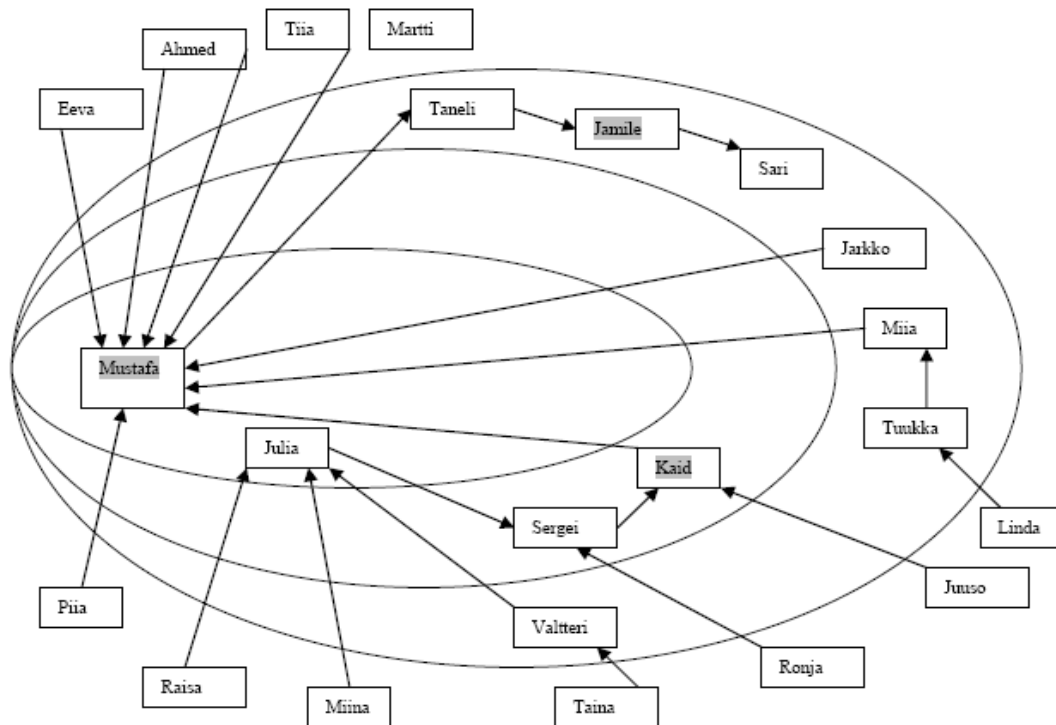 Tiia
Martti
Ahmed
Eeva
Taneli
Jamile
Sari
Jarkko
Miia
Mustafa
Tuukka
Julia
Kaid
Sergei
Linda
Juuso
Piia
Valtteri
Ronja
Raisa
Miina
Taina